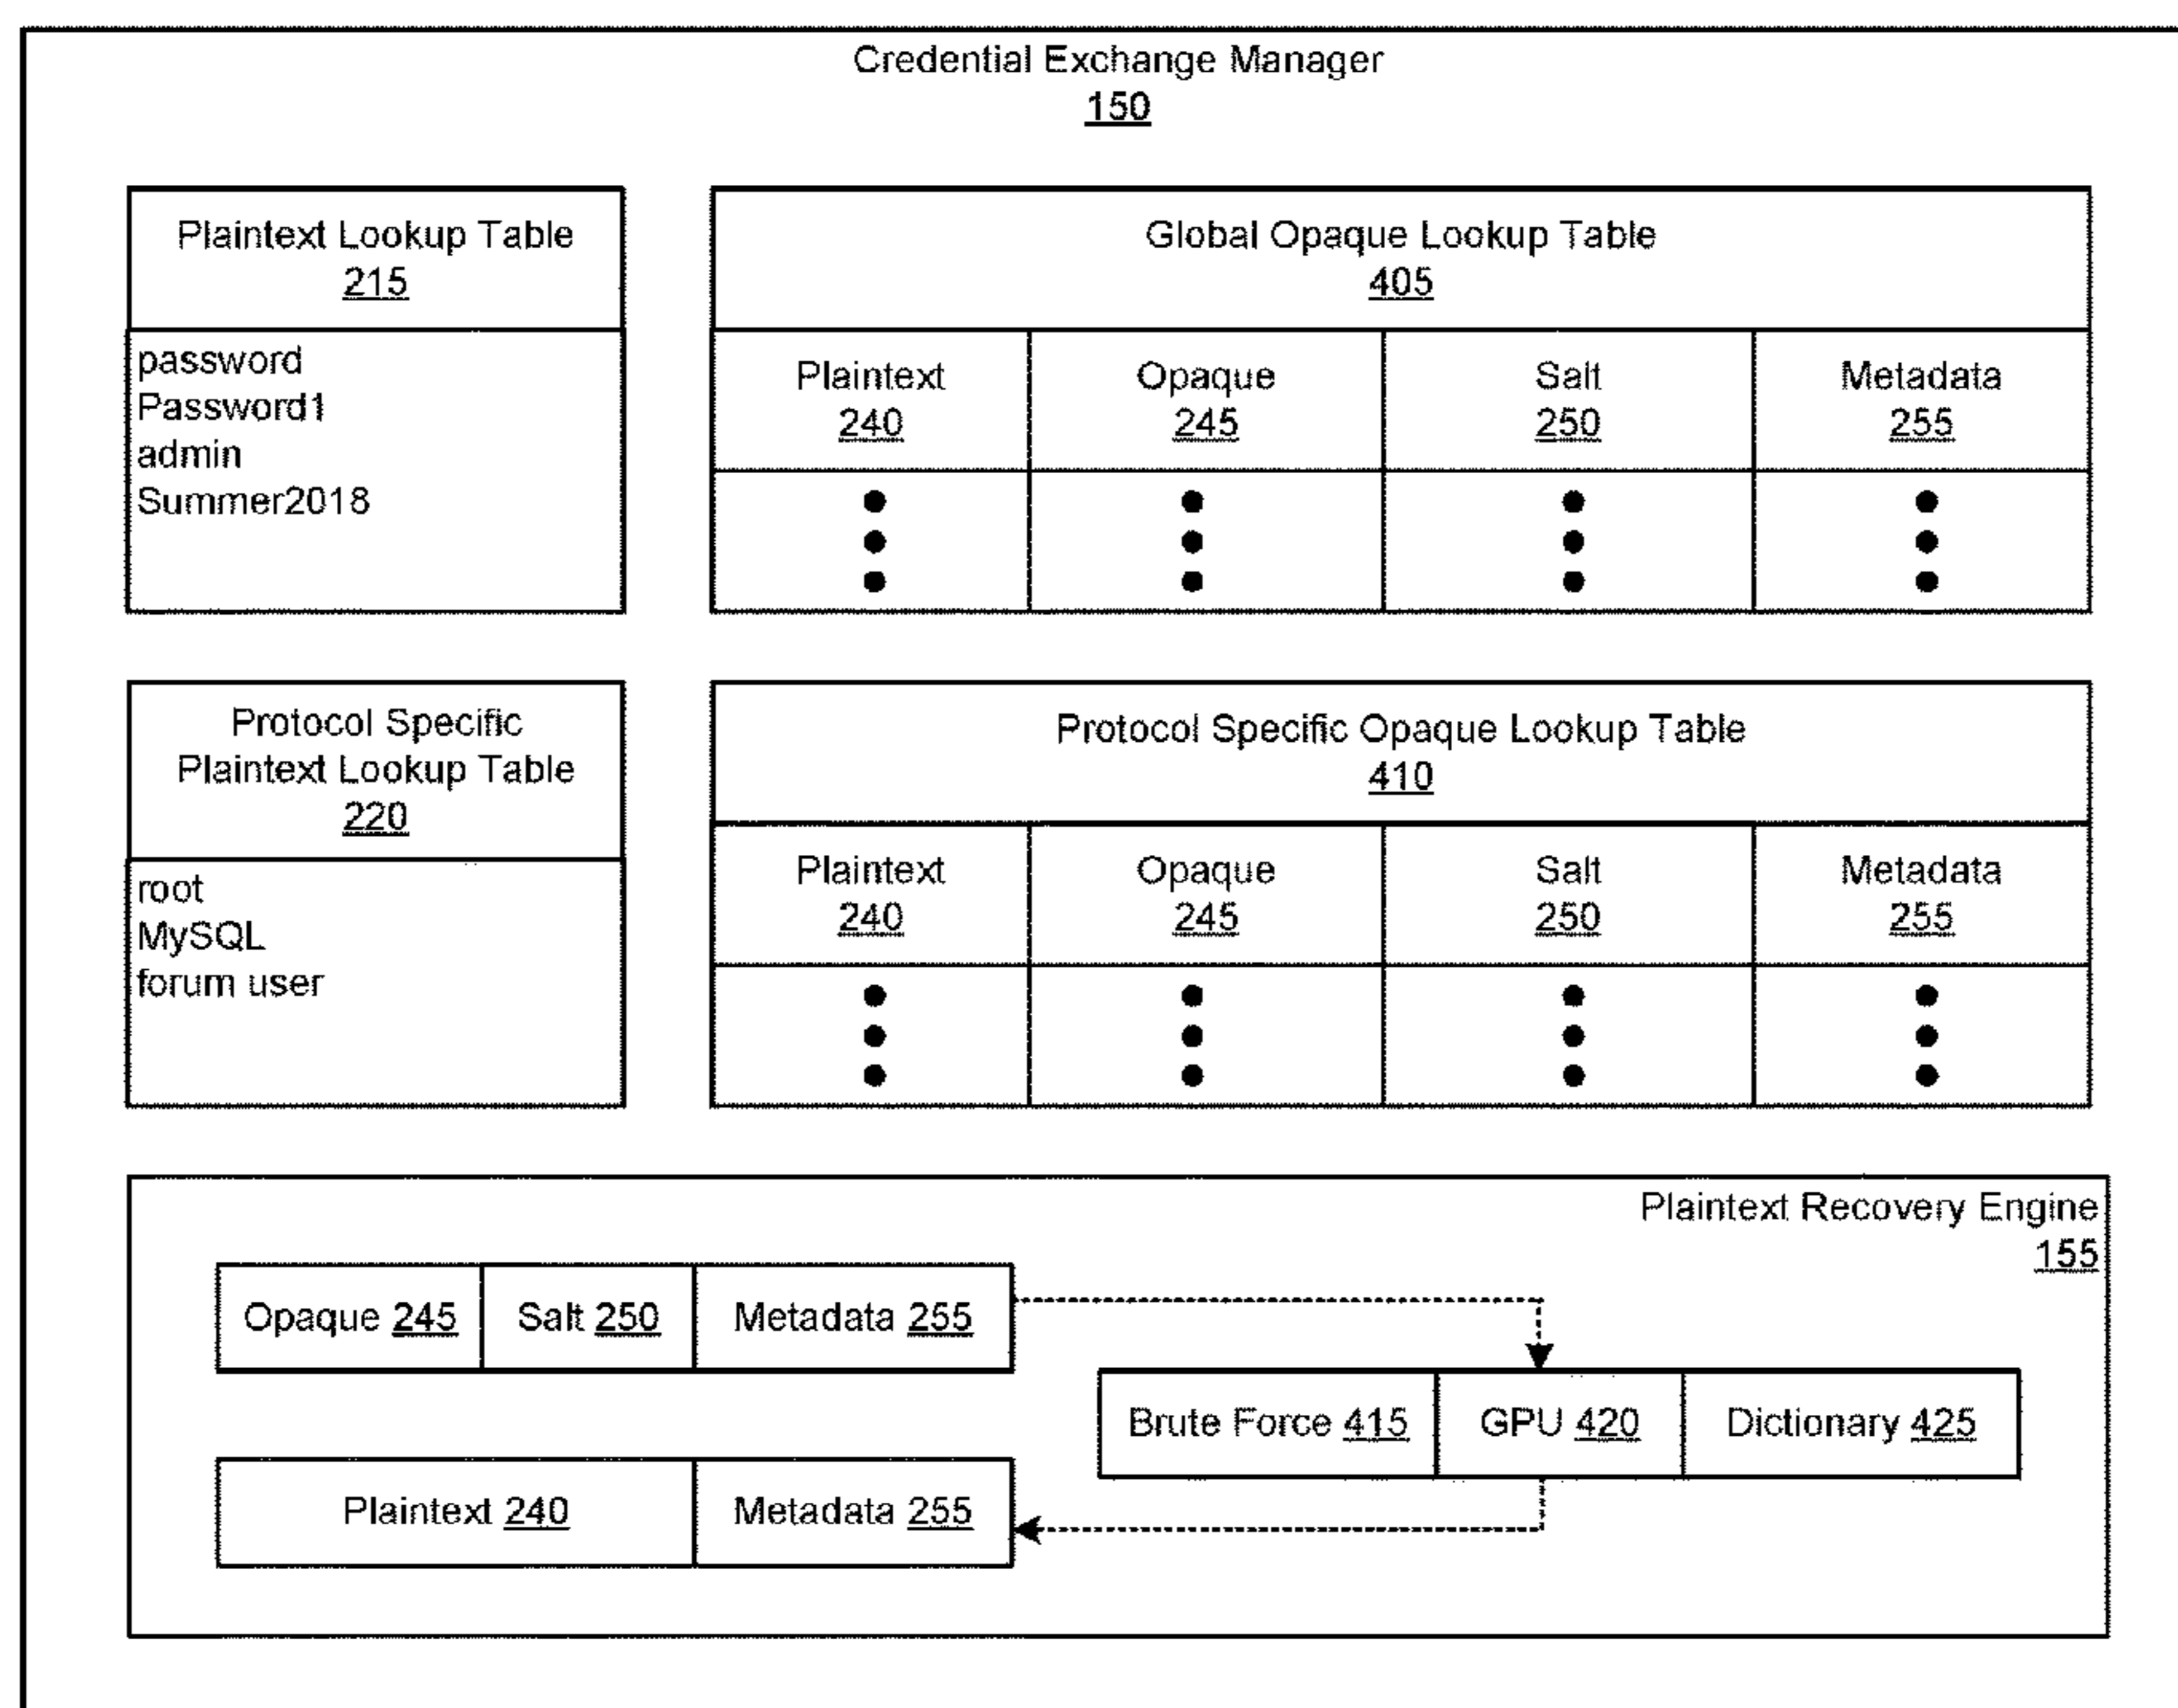 Credential Exchange Manager
150
Plaintext Lookup Table
215
password
Password1
admin
Summer2018
Global Opaque Lookup Table
405
Plaintext Opaque Salt Metadata
240 245 250 255
Protocol Specific
Plaintext Lookup Table
220
root
MySQL
forum user
Protocol Specific Opaque Lookup Table
410
Plaintext Opaque Salt Metadata
240 245 250 255
Plaintext Recovery Engine
155
Opaque 245 Salt 250 Metadata 255
Brute Force 415 GPU 420 Dictionary 425
Plaintext 240 Metadata 255